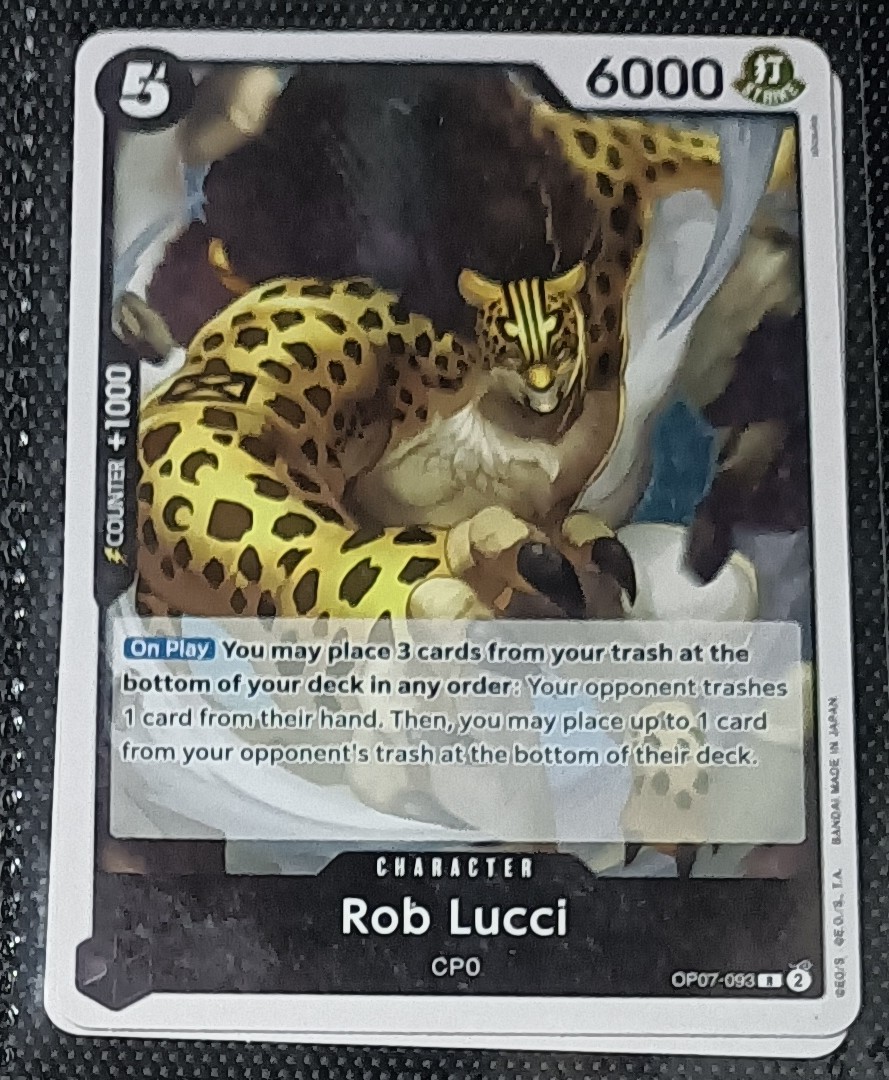 5
6000
打
STRIKE
⚡COUNTER +1000
On Play You may place 3 cards from your trash at the
bottom of your deck in any order: Your opponent trashes
1 card from their hand. Then, you may place up to 1 card
from your opponent's trash at the bottom of their deck.
CHARACTER
Rob Lucci
CP0
OP07-093 R 2
©E.O/S. ©E.O./S., T.A. BANDAI MADE IN JAPAN